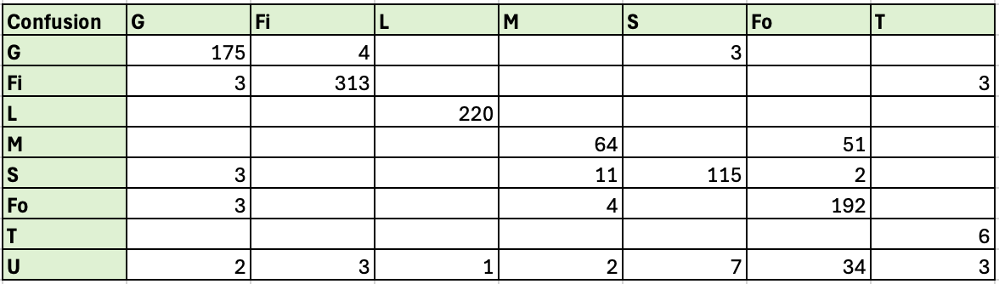 Confusion G Fi L M S Fo T
G 175 4 3
Fi 3 313 3
L 220
M 64 51
S 3 11 115 2
Fo 3 4 192
T 6
U 2 3 1 2 7 34 3